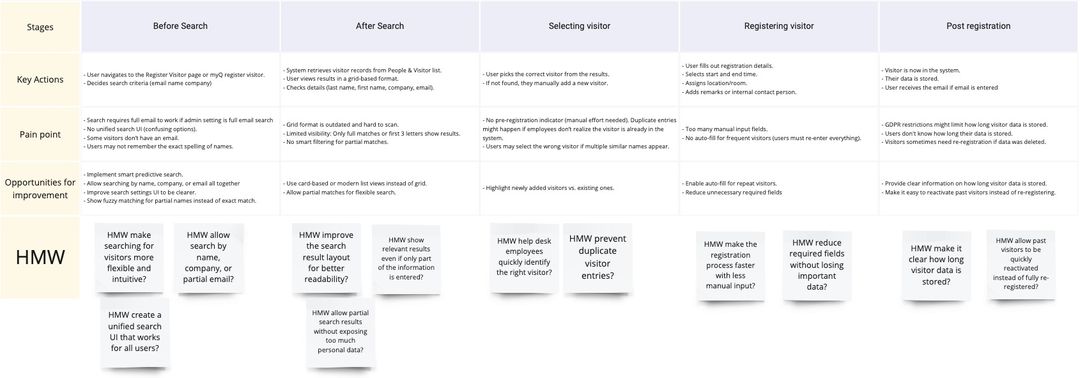 Stages
Before Search
After Search
Selecting visitor
Registering visitor
Post registration
Key Actions
- User navigates to the Register Visitor page or myQ register visitor.
- Decides search criteria (email name company)
- System retrieves visitor records from People & Visitor list.
- User views results in a grid-based format.
- Checks details (last name, first name, company, email).
- User picks the correct visitor from the results.
- If not found, they manually add a new visitor.
- User fills out registration details.
- Selects start and end time.
- Assigns location/room.
- Adds remarks or internal contact person.
- Visitor is now in the system.
- Their data is stored.
- User receives the email if email is entered
Pain point
- Search requires full email to work if admin setting is full email search
- No unified search UI (confusing options).
- Some visitors don't have an email.
- Users may not remember the exact spelling of names.
- Grid format is outdated and hard to scan.
- Limited visibility: Only full matches or first 3 letters show results.
- No smart filtering for partial matches.
- No pre-registration indicator (manual effort needed). Duplicate entries
might happen if employees don't realize the visitor is already in the
system.
- Users may select the wrong visitor if multiple similar names appear.
- Too many manual input fields.
- No auto-fill for frequent visitors (users must re-enter everything).
- GDPR restrictions might limit how long visitor data is stored.
- Users don't know how long their data is stored.
- Visitors sometimes need re-registration if data was deleted.
Opportunities for
improvement
- Implement smart predictive search.
- Allow searching by name, company, or email all together
- Improve search settings UI to be clearer.
- Show fuzzy matching for partial names instead of exact match.
- Use card-based or modern list views instead of grid.
- Allow partial matches for flexible search.
- Highlight newly added visitors vs. existing ones.
- Enable auto-fill for repeat visitors.
- Reduce unnecessary required fields
- Provide clear information on how long visitor data is stored.
- Make it easy to reactivate past visitors instead of re-registering.
HMW
HMW make
searching for
visitors more
flexible and
intuitive?
HMW allow
search by
name,
company, or
partial email?
HMW create a
unified search
UI that works
for all users?
HMW improve
the search
result layout
for better
readability?
HMW show
relevant results
even if only part
of the information
is entered?
HMW allow partial
search results
without exposing
too much
personal data?
HMW help desk
employees
quickly identify
the right visitor?
HMW prevent
duplicate
visitor
entries?
HMW make the
registration
process faster
with less
manual input?
HMW reduce
required fields
without losing
important
data?
HMW make it
clear how long
visitor data is
stored?
HMW allow past
visitors to be
quickly
reactivated
instead of fully re-
registered?